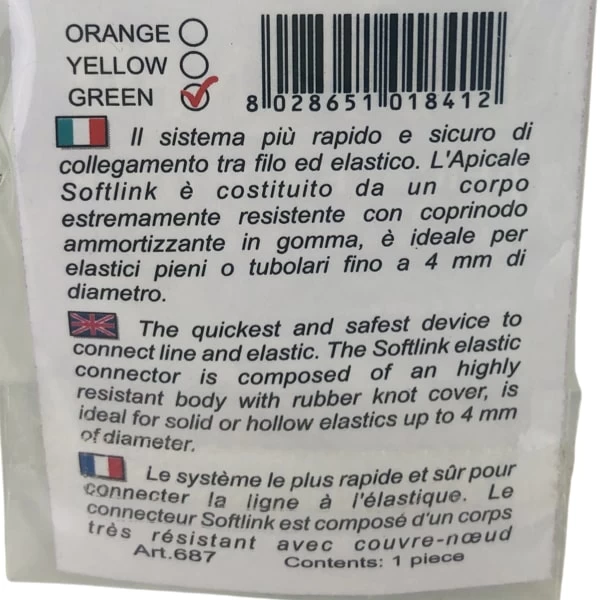 ORANGE
YELLOW
GREEN
8 028651 018412
Il sistema più rapido e sicuro di
collegamento tra filo ed elastico. L'Apicale
Softlink è costituito da un corpo
estremamente resistente con coprinodo
ammortizzante in gomma, è ideale per
elastici pieni o tubolari fino a 4 mm di
diametro.
The quickest and safest device to
connect line and elastic. The Softlink elastic
connector is composed of an highly
resistant body with rubber knot cover, is
ideal for solid or hollow elastics up to 4 mm
of diameter.
Le système le plus rapide et sûr pour
connecter la ligne à l'élastique. Le
connecteur Softlink est composé d'un corps
très résistant avec couvre-nœud
Art.687 Contents: 1 piece